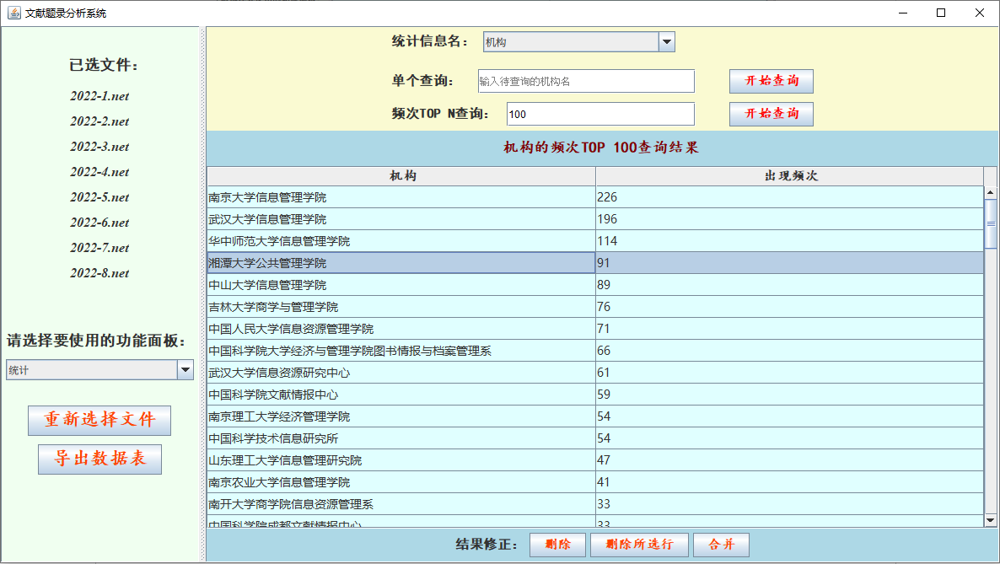 文献题录分析系统
已选文件：
2022-1.net
2022-2.net
2022-3.net
2022-4.net
2022-5.net
2022-6.net
2022-7.net
2022-8.net
请选择要使用的功能面板：
统计
重新选择文件
导出数据表
统计信息名： 机构
单个查询： 输入待查询的机构名 开始查询
频次TOP N查询： 100 开始查询
机构的频次TOP 100查询结果
机构 出现频次
南京大学信息管理学院 226
武汉大学信息管理学院 196
华中师范大学信息管理学院 114
湘潭大学公共管理学院 91
中山大学信息管理学院 89
吉林大学商学与管理学院 76
中国人民大学信息资源管理学院 71
中国科学院大学经济与管理学院图书情报与档案管理系 66
武汉大学信息资源研究中心 61
中国科学院文献情报中心 59
南京理工大学经济管理学院 54
中国科学技术信息研究所 54
山东理工大学信息管理研究院 47
南京农业大学信息管理学院 41
南开大学商学院信息资源管理系 33
中国科学院成都文献情报中心 33
结果修正： 删除 删除所选行 合并